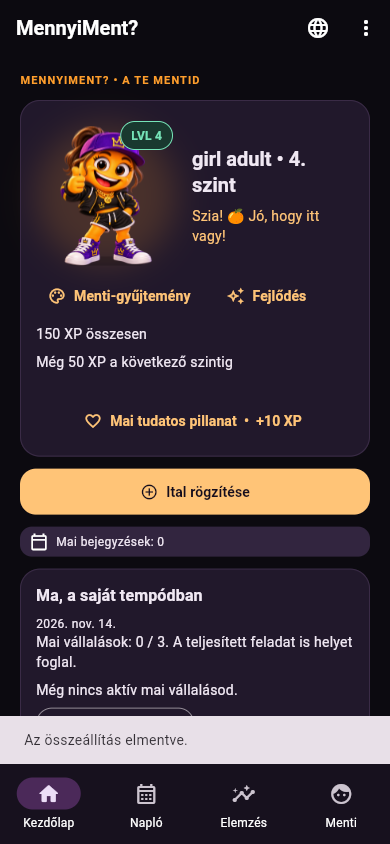 MennyiMent?
MENNYIMENT? • A TE MENTID
LVL 4
girl adult • 4.
szint
Szia! 🍊 Jó, hogy itt
vagy!
Menti-gyűjtemény
Fejlődés
150 XP összesen
Még 50 XP a következő szintig
Mai tudatos pillanat • +10 XP
Ital rögzítése
Mai bejegyzések: 0
Ma, a saját tempódban
2026. nov. 14.
Mai vállalások: 0 / 3. A teljesített feladat is helyet
foglal.
Még nincs aktív mai vállalásod.
Az összeállítás elmentve.
Kezdőlap
Napló
Elemzés
Menti